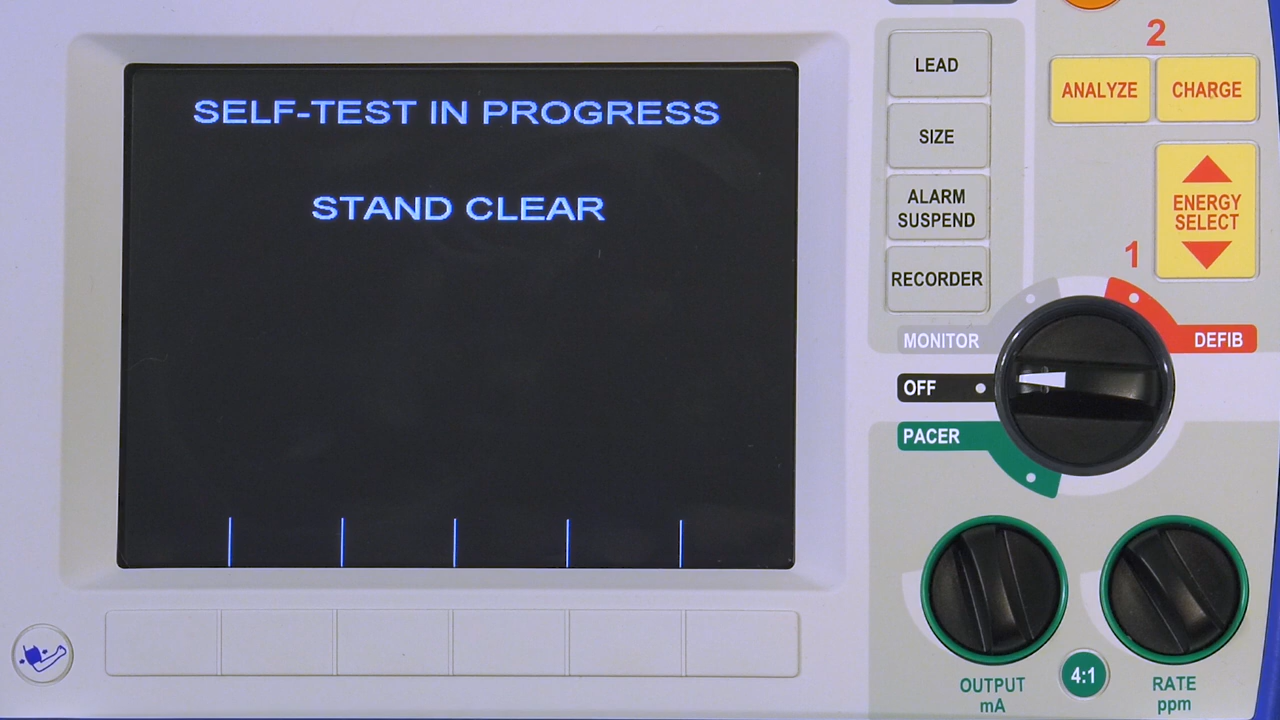 SELF-TEST IN PROGRESS
STAND CLEAR
LEAD
SIZE
ALARM
SUSPEND
RECORDER
2
ANALYZE
CHARGE
ENERGY
SELECT
1
MONITOR
DEFIB
OFF
PACER
OUTPUT
mA
4:1
RATE
ppm